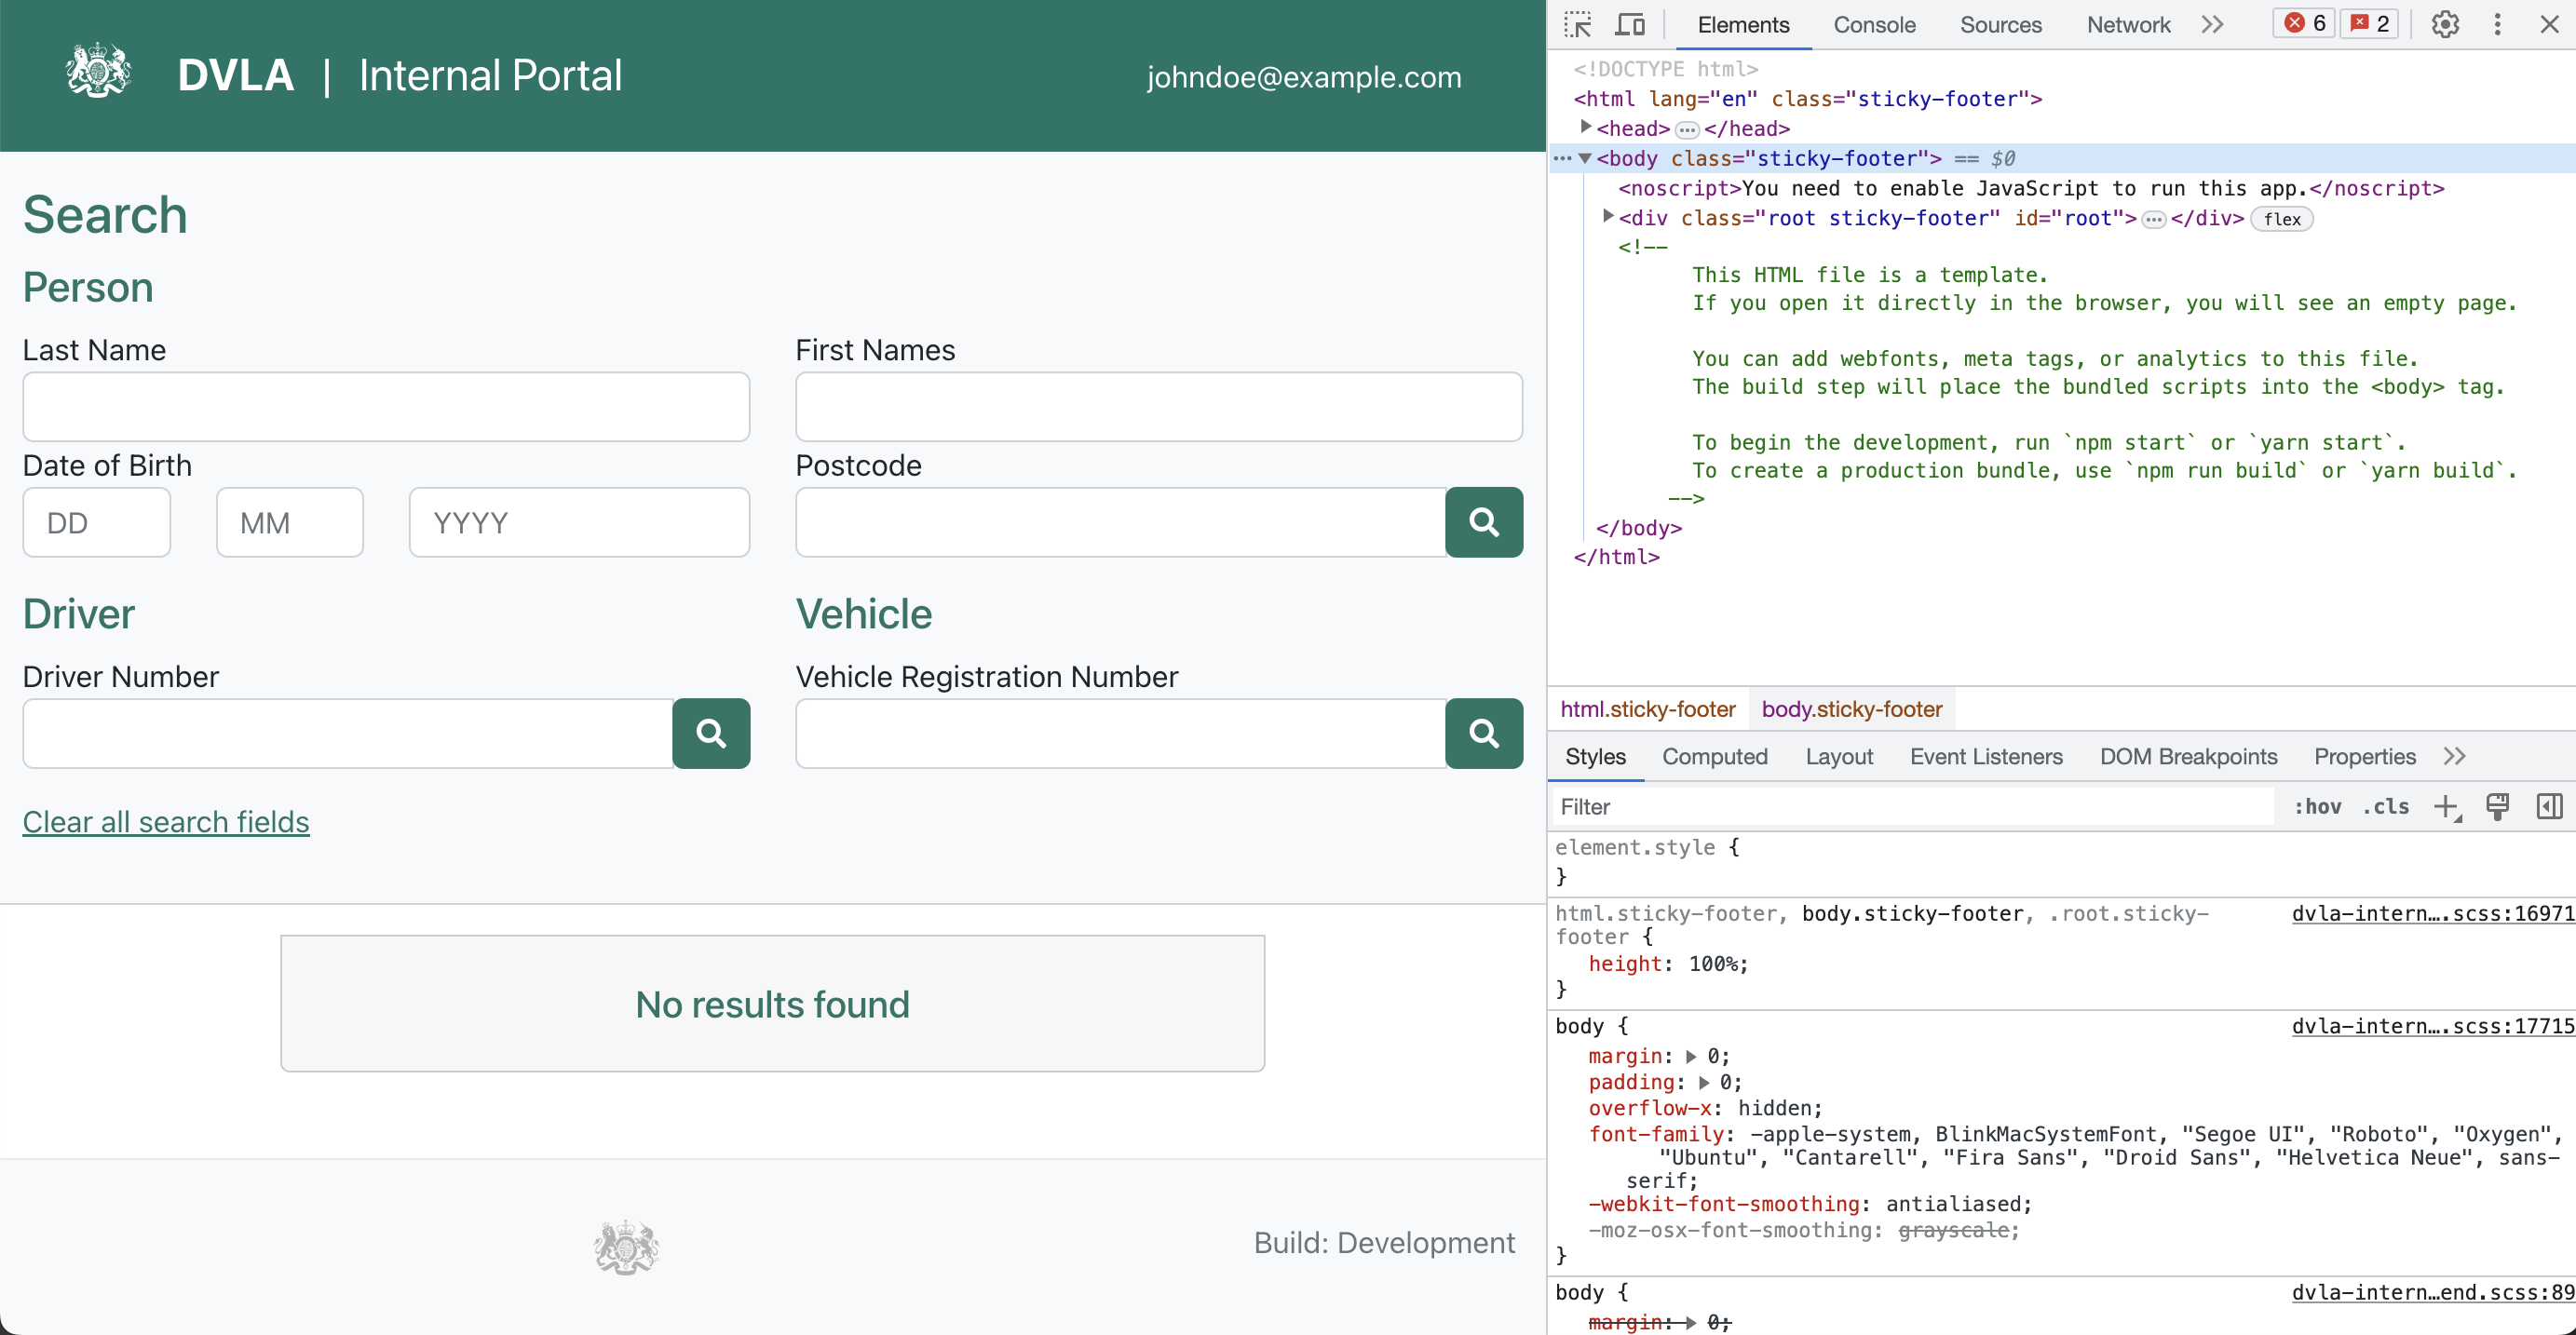 DVLA | Internal Portal
johndoe@example.com
Search
Person
Last Name
First Names
Date of Birth
Postcode
DD
MM
YYYY
Driver
Vehicle
Driver Number
Vehicle Registration Number
Clear all search fields
No results found
Build: Development
Elements
Console
Sources
Network
6
2
<!DOCTYPE html>
<html lang="en" class="sticky-footer">
<head>…</head>
<body class="sticky-footer"> == $0
<noscript>You need to enable JavaScript to run this app.</noscript>
<div class="root sticky-footer" id="root">…</div> flex
<!--
This HTML file is a template.
If you open it directly in the browser, you will see an empty page.
You can add webfonts, meta tags, or analytics to this file.
The build step will place the bundled scripts into the <body> tag.
To begin the development, run `npm start` or `yarn start`.
To create a production bundle, use `npm run build` or `yarn build`.
-->
</body>
</html>
html.sticky-footer
body.sticky-footer
Styles
Computed
Layout
Event Listeners
DOM Breakpoints
Properties
Filter
:hov
.cls
element.style {
}
html.sticky-footer, body.sticky-footer, .root.sticky-
footer {
dvla-intern….scss:16971
height: 100%;
}
body {
dvla-intern….scss:17715
margin: 0;
padding: 0;
overflow-x: hidden;
font-family: -apple-system, BlinkMacSystemFont, "Segoe UI", "Roboto", "Oxygen",
"Ubuntu", "Cantarell", "Fira Sans", "Droid Sans", "Helvetica Neue", sans-
serif;
-webkit-font-smoothing: antialiased;
-moz-osx-font-smoothing: grayscale;
}
body {
dvla-intern…end.scss:89
margin: 0;